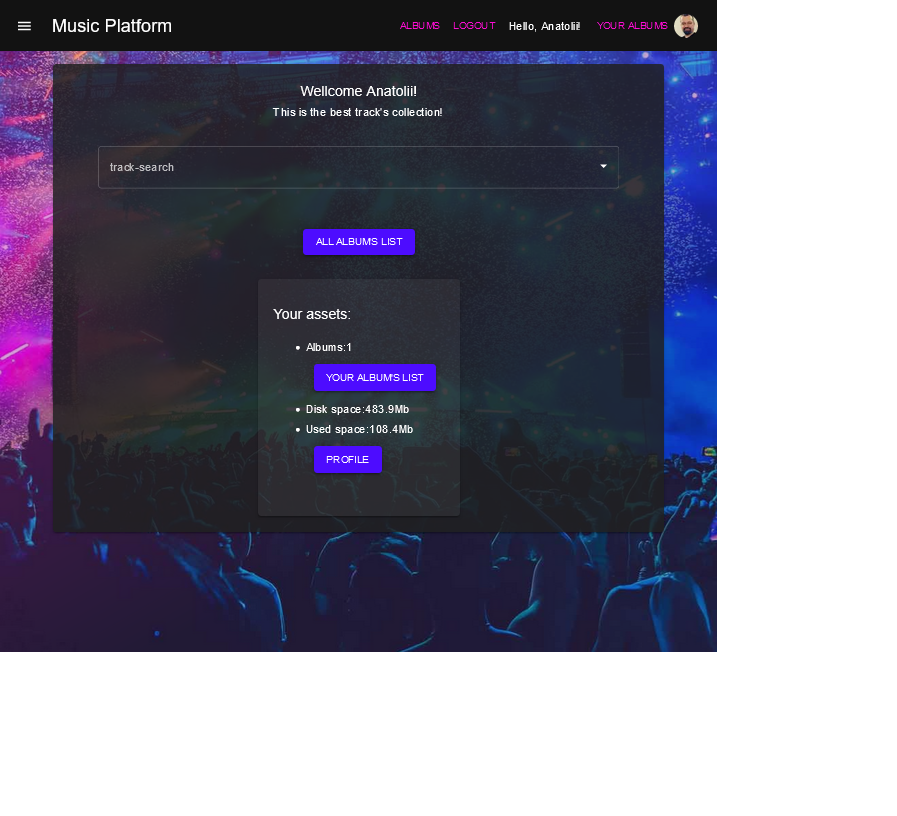 Music Platform
ALBUMS LOGOUT Hello, Anatolii! YOUR ALBUMS
Wellcome Anatolii!
This is the best track's collection!
track-search
ALL ALBUMS LIST
Your assets:
Albums:1
YOUR ALBUM'S LIST
Disk space:483.9Mb
Used space:108.4Mb
PROFILE